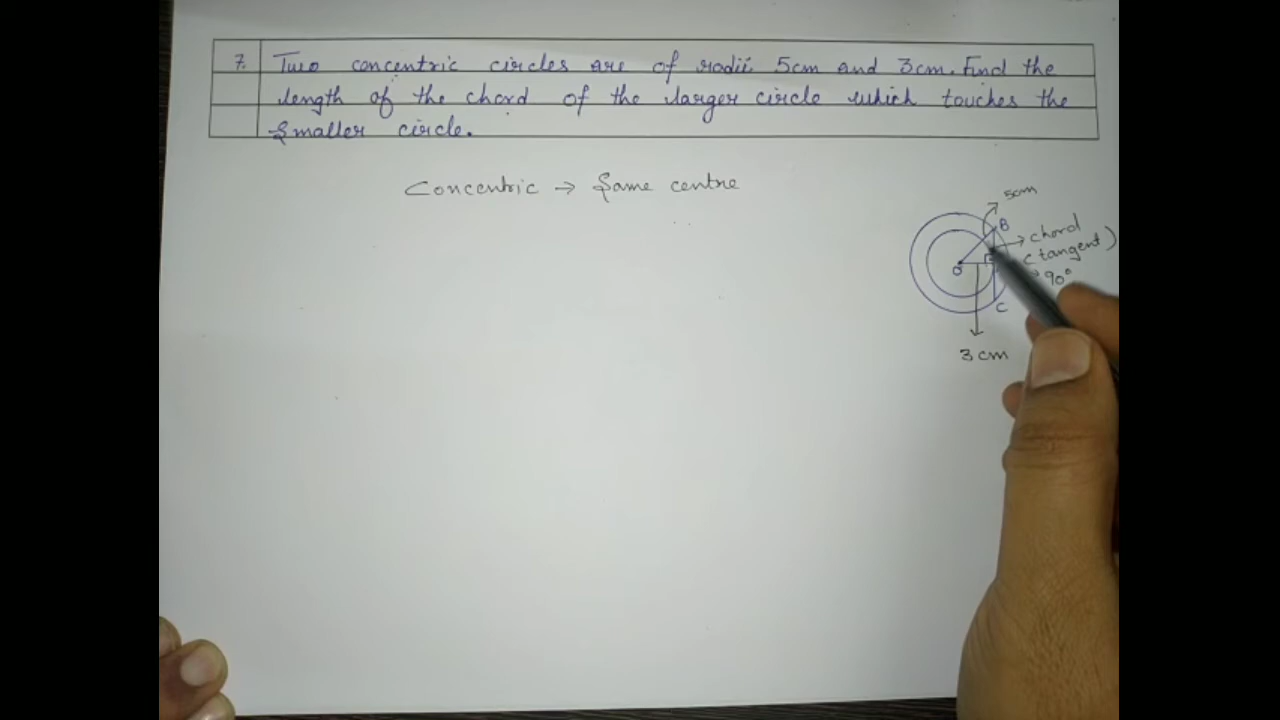 7. Two concentric circles are of radii 5cm and 3cm. Find the
length of the chord of the larger circle which touches the
smaller circle.
Concentric → Same centre
5cm
B
chord
(tangent)
O
90°
C
3 cm